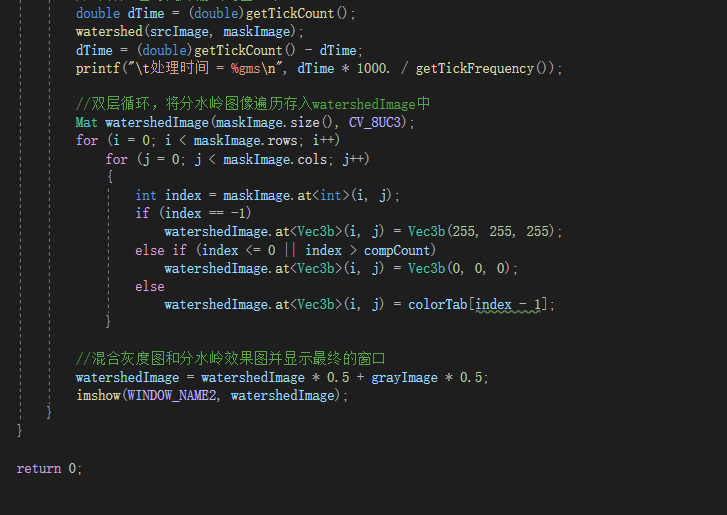 double dTime = (double)getTickCount();
watershed(srcImage, maskImage);
dTime = (double)getTickCount() - dTime;
printf("\t处理时间 = %gms\n", dTime * 1000. / getTickFrequency());
//双层循环，将分水岭图像遍历存入watershedImage中
Mat watershedImage(maskImage.size(), CV_8UC3);
for (i = 0; i < maskImage.rows; i++)
for (j = 0; j < maskImage.cols; j++)
{
int index = maskImage.at<int>(i, j);
if (index == -1)
watershedImage.at<Vec3b>(i, j) = Vec3b(255, 255, 255);
else if (index <= 0 || index > compCount)
watershedImage.at<Vec3b>(i, j) = Vec3b(0, 0, 0);
else
watershedImage.at<Vec3b>(i, j) = colorTab[index - 1];
}
//混合灰度图和分水岭效果图并显示最终的窗口
watershedImage = watershedImage * 0.5 + grayImage * 0.5;
imshow(WINDOW_NAME2, watershedImage);
}
}
return 0;